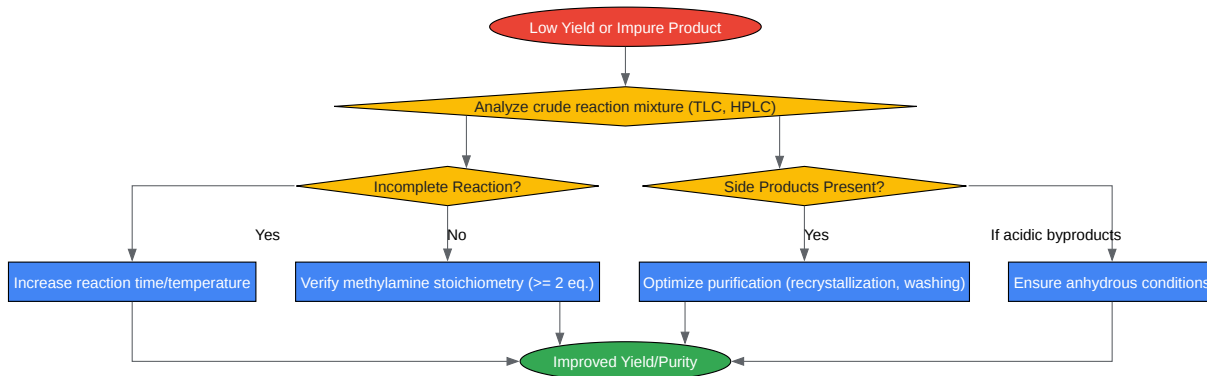 Low Yield or Impure Product
Analyze crude reaction mixture (TLC, HPLC)
Incomplete Reaction?
Side Products Present?
Yes
No
Yes
If acidic byproducts
Increase reaction time/temperature
Verify methylamine stoichiometry (>= 2 eq.)
Optimize purification (recrystallization, washing)
Ensure anhydrous conditions
Improved Yield/Purity